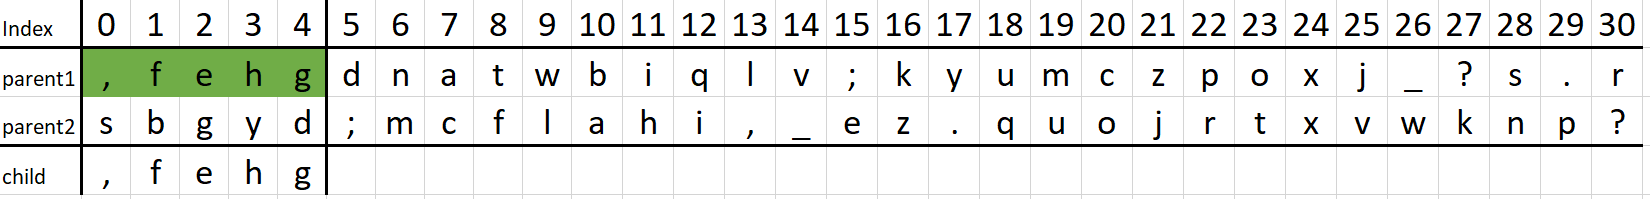 Index 0 1 2 3 4 5 6 7 8 9 10 11 12 13 14 15 16 17 18 19 20 21 22 23 24 25 26 27 28 29 30
parent1 , f e h g d n a t w b i q l v ; k y u m c z p o x j _ ? s . r
parent2 s b g y d ; m c f l a h i , _ e z . q u o j r t x v w k n p ?
child , f e h g